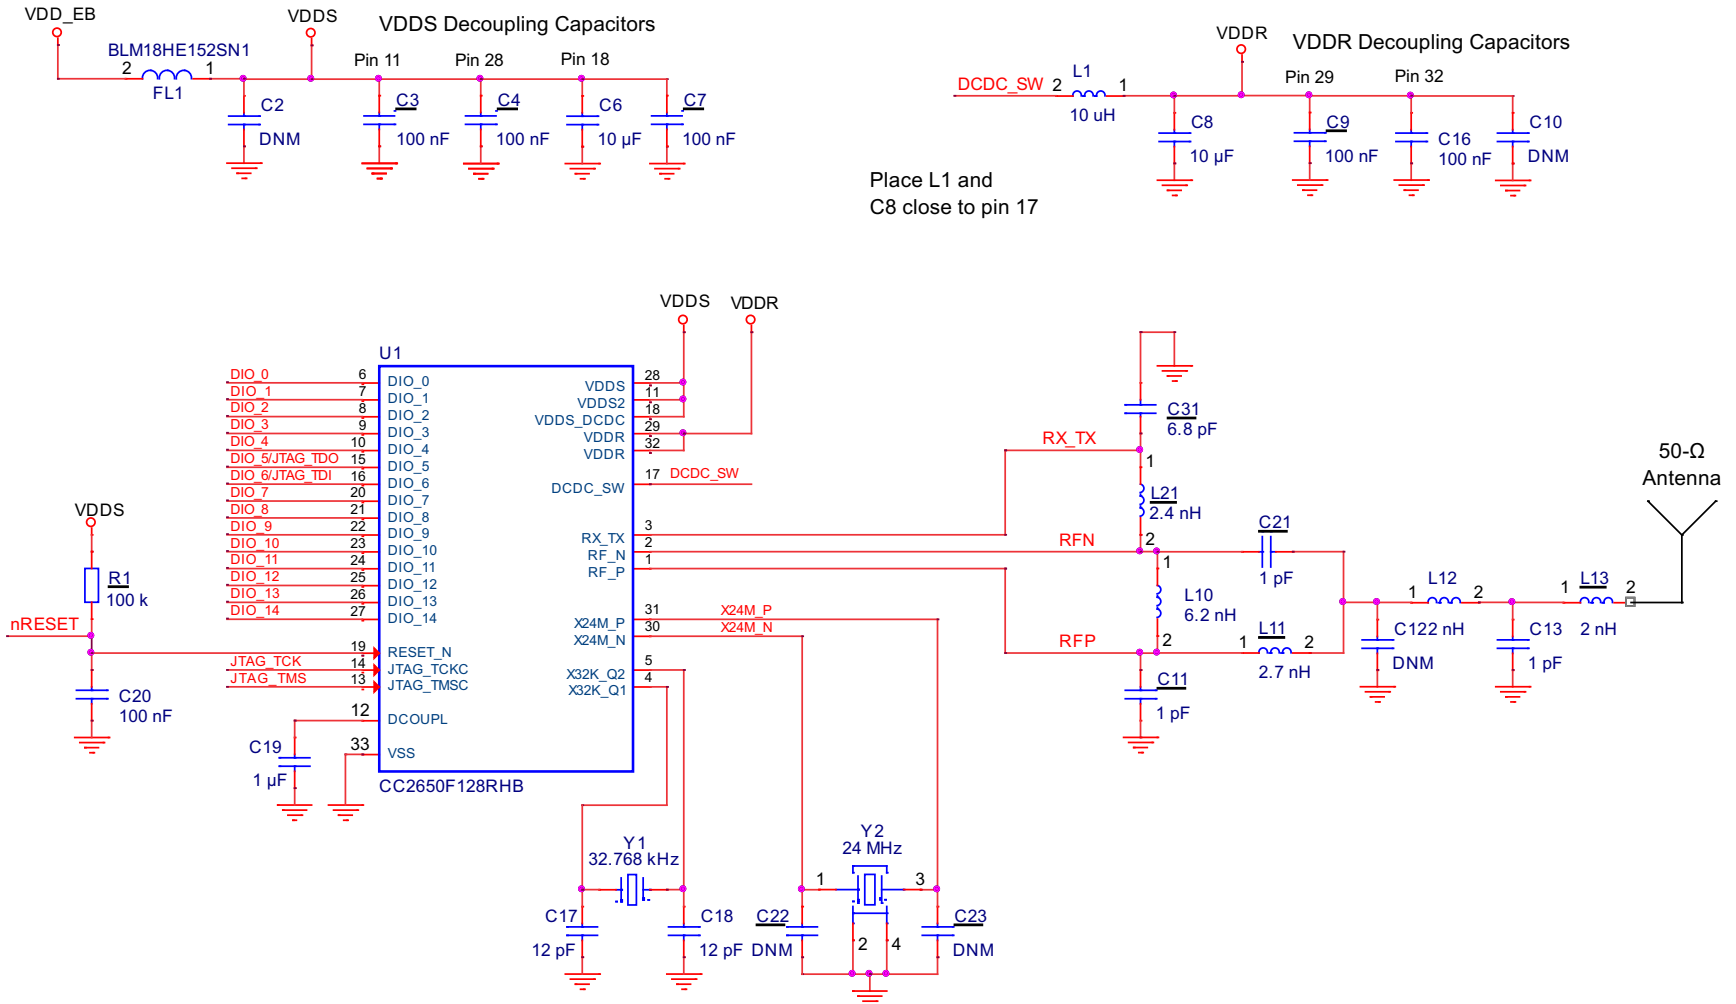 VDD_EB
VDDS
VDDS Decoupling Capacitors
BLM18HE152SN1
2
1
FL1
Pin 11
Pin 28
Pin 18
C2
DNM
C3
100 nF
C4
100 nF
C6
10 µF
C7
100 nF
VDDR
VDDR Decoupling Capacitors
DCDC_SW
2
L1
1
10 uH
Pin 29
Pin 32
C8
10 µF
C9
100 nF
C16
100 nF
C10
DNM
Place L1 and
C8 close to pin 17
VDDS
VDDR
U1
DIO_0 6 DIO_0
DIO_1 7 DIO_1
DIO_2 8 DIO_2
DIO_3 9 DIO_3
DIO_4 10 DIO_4
DIO_5/JTAG_TDO 15 DIO_5
DIO_6/JTAG_TDI 16 DIO_6
DIO_7 20 DIO_7
DIO_8 21 DIO_8
DIO_9 22 DIO_9
DIO_10 23 DIO_10
DIO_11 24 DIO_11
DIO_12 25 DIO_12
DIO_13 26 DIO_13
DIO_14 27 DIO_14
19 RESET_N
JTAG_TCK 14 JTAG_TCKC
JTAG_TMS 13 JTAG_TMSC
12 DCOUPL
33 VSS
CC2650F128RHB
VDDS 28
VDDS2 11
VDDS_DCDC 18
VDDR 29
VDDR 32
DCDC_SW 17 DCDC_SW
RX_TX 3
RF_N 2
RF_P 1
X24M_P 31 X24M_P
X24M_N 30 X24M_N
X32K_Q2 5
X32K_Q1 4
VDDS
R1
100 k
nRESET
C20
100 nF
C19
1 µF
Y1
32.768 kHz
C17
12 pF
C18
12 pF
Y2
24 MHz
1
3
2
4
C22
DNM
C23
DNM
C31
6.8 pF
RX_TX
1
L21
2.4 nH
2
RFN
C21
1 pF
1
L10
6.2 nH
2
RFP
1
L11
2
2.7 nH
C11
1 pF
1
L12
2
C122 nH
DNM
C13
1 pF
1
L13
2
2 nH
50-Ω
Antenna